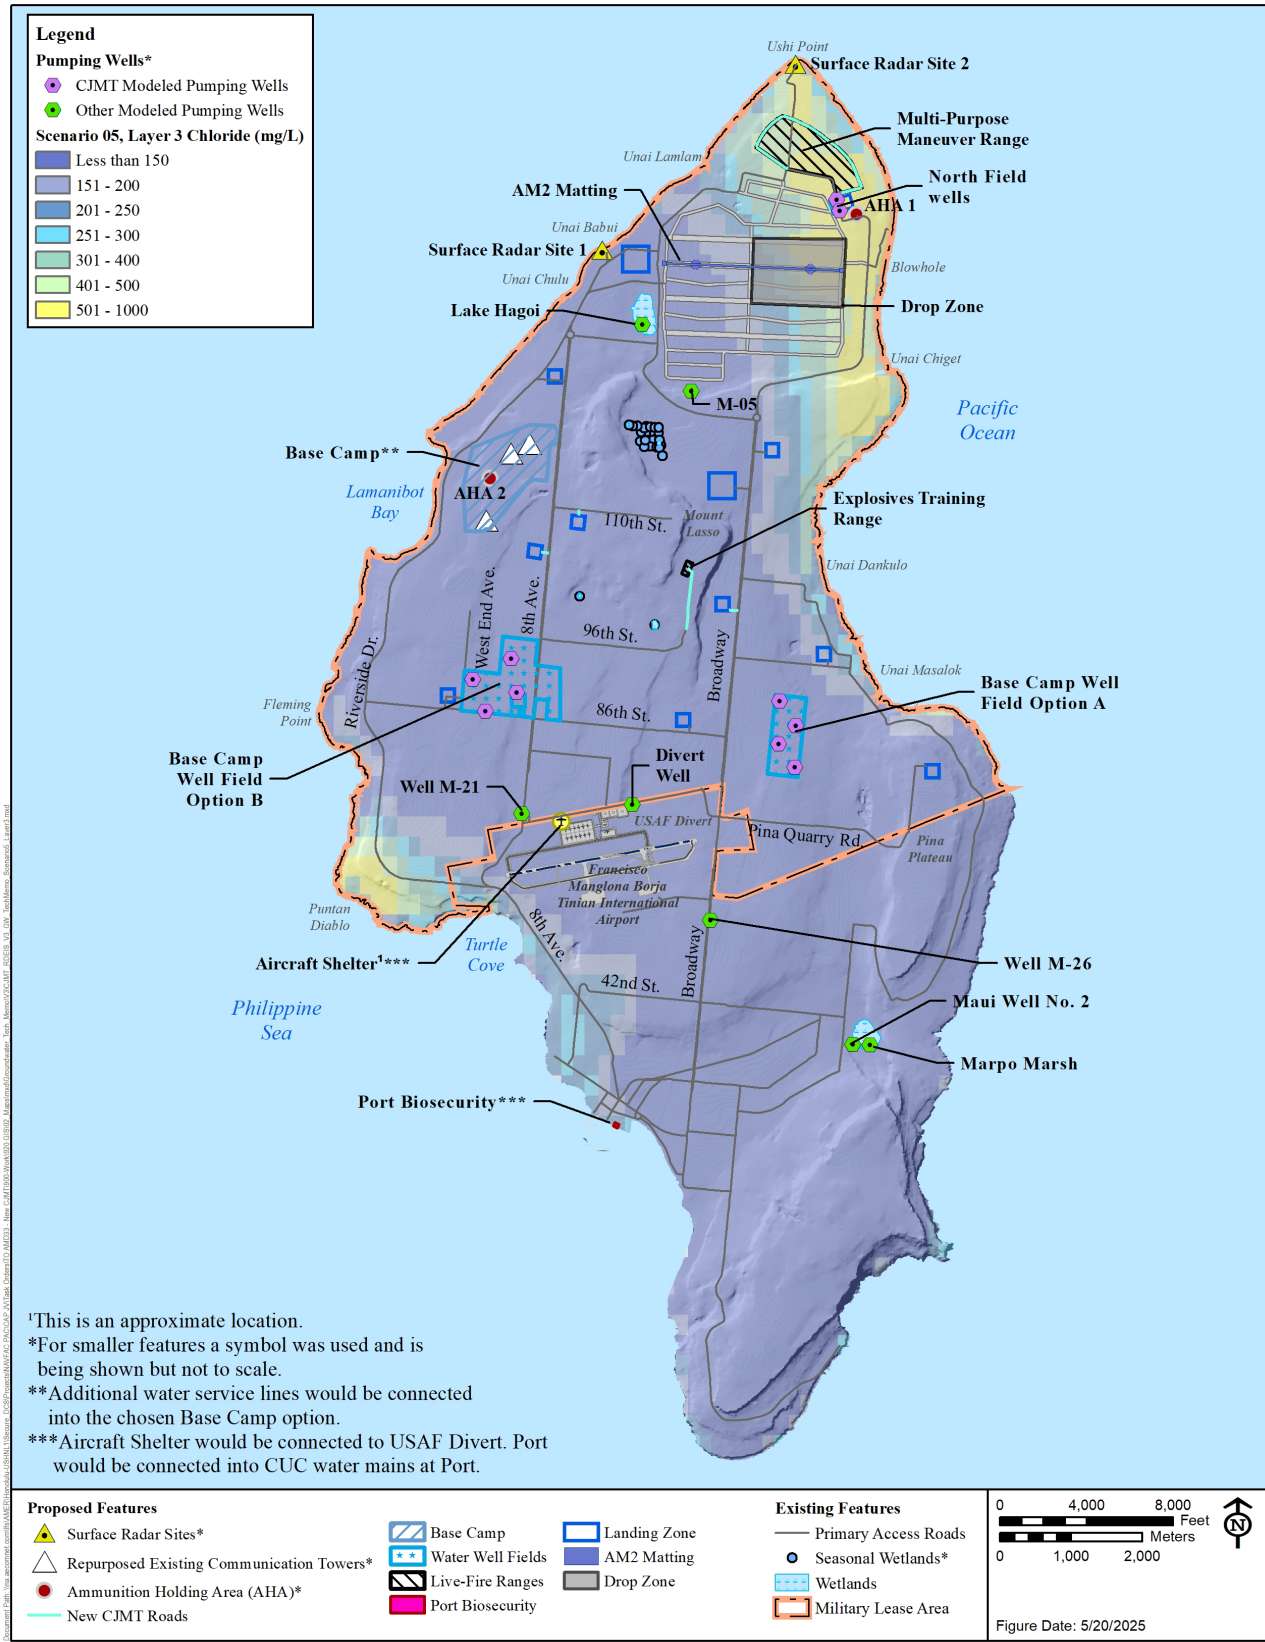 Legend
Pumping Wells*
CJMT Modeled Pumping Wells
Other Modeled Pumping Wells
Scenario 05, Layer 3 Chloride (mg/L)
Less than 150
151 - 200
201 - 250
251 - 300
301 - 400
401 - 500
501 - 1000
Ushi Point
Surface Radar Site 2
Multi-Purpose
Maneuver Range
Unai Lamlam
North Field
wells
AM2 Matting
AHA 1
Unai Babui
Surface Radar Site 1
Unai Chulu
Blowhole
Lake Hagoi
Drop Zone
Unai Chiget
M-05
Pacific
Ocean
Base Camp**
AHA 2
Lamanibot
Bay
Explosives Training
Range
110th St.
Mount
Lasso
Unai Dankulo
West End Ave.
8th Ave.
96th St.
Broadway
Riverside Dr.
Unai Masalok
Fleming
Point
Base Camp Well
Field Option A
86th St.
Base Camp
Well Field
Option B
Divert
Well
Well M-21
USAF Divert
Pina Quarry Rd.
Pina
Plateau
Francisco
Manglona Borja
Tinian International
Airport
Puntan
Diablo
8th Ave.
Turtle
Cove
Aircraft Shelter¹***
Broadway
Well M-26
42nd St.
Philippine
Sea
Maui Well No. 2
Marpo Marsh
Port Biosecurity***
¹This is an approximate location.
*For smaller features a symbol was used and is
being shown but not to scale.
**Additional water service lines would be connected
into the chosen Base Camp option.
***Aircraft Shelter would be connected to USAF Divert. Port
would be connected into CUC water mains at Port.
Proposed Features
Surface Radar Sites*
Repurposed Existing Communication Towers*
Ammunition Holding Area (AHA)*
New CJMT Roads
Base Camp
Water Well Fields
Live-Fire Ranges
Port Biosecurity
Landing Zone
AM2 Matting
Drop Zone
Existing Features
Primary Access Roads
Seasonal Wetlands*
Wetlands
Military Lease Area
0 4,000 8,000
Feet
Meters
0 1,000 2,000
N
Figure Date: 5/20/2025